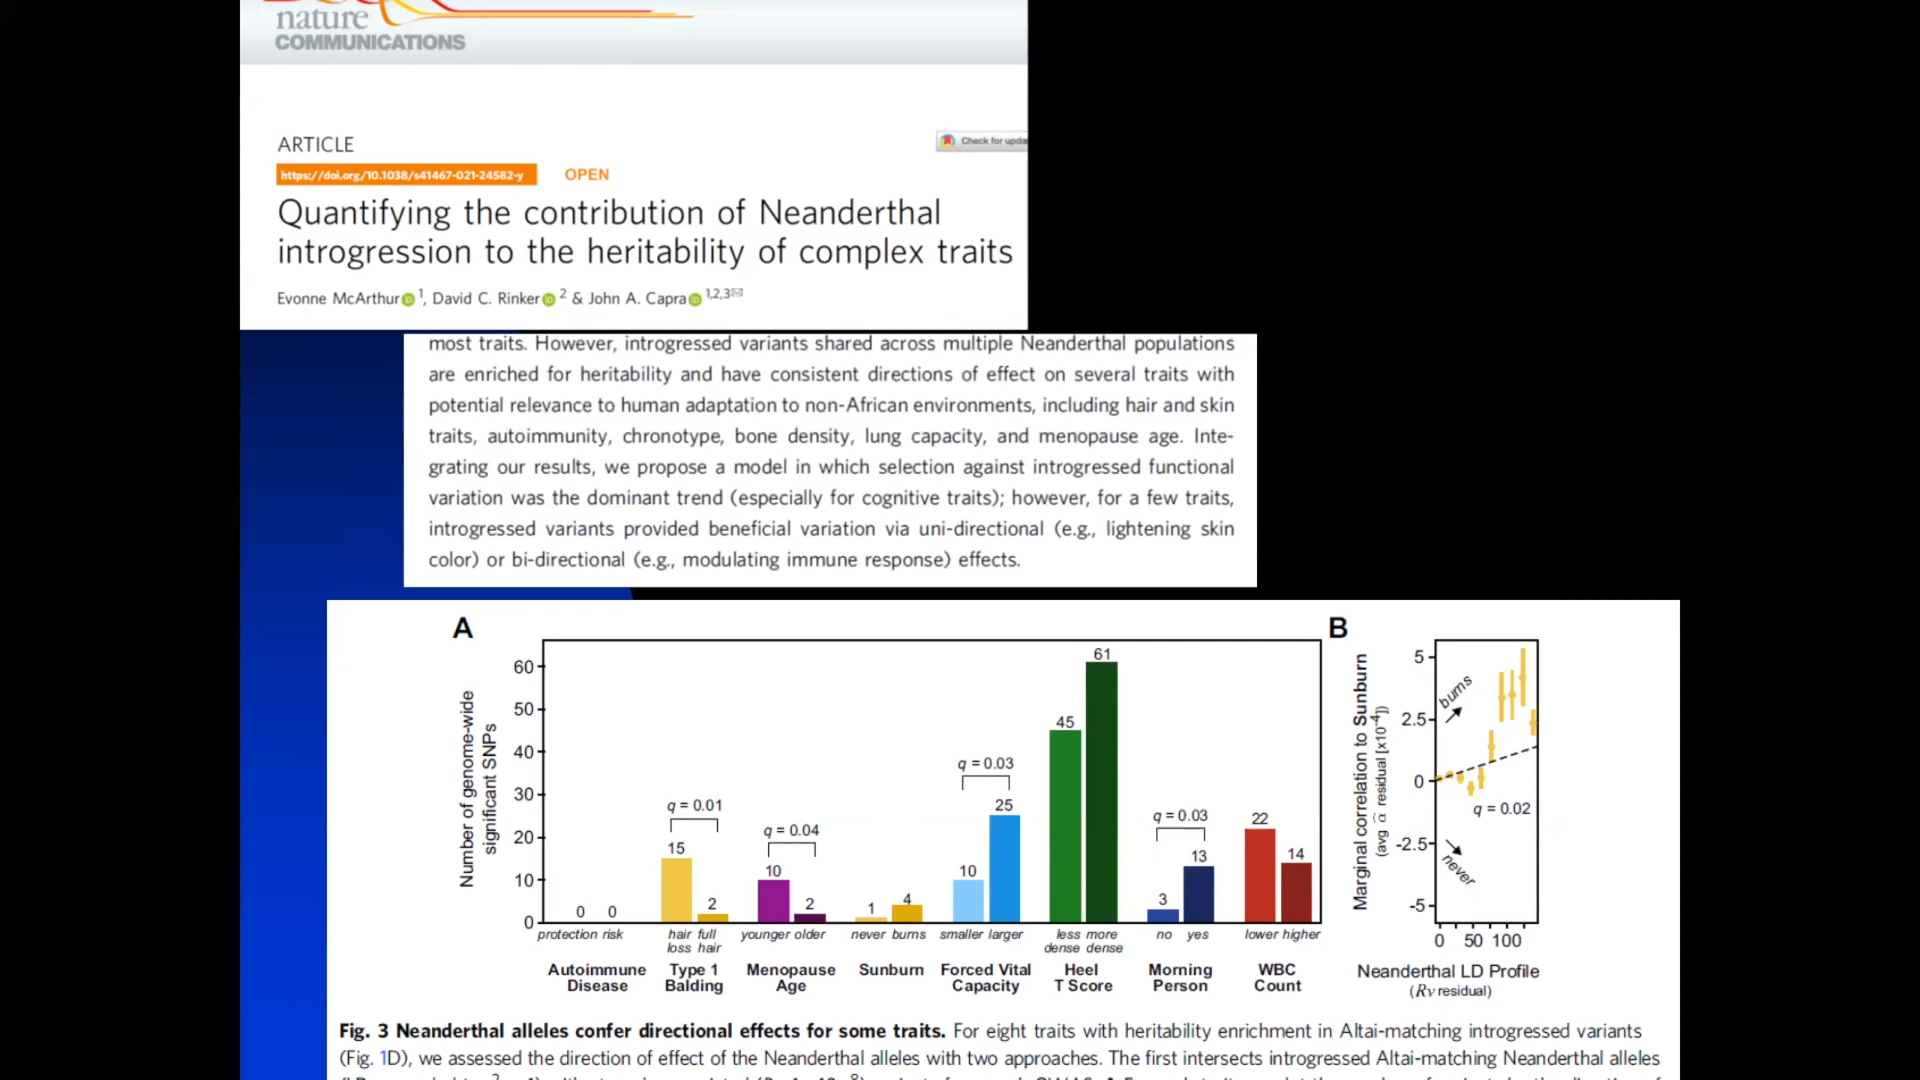 nature
COMMUNICATIONS
ARTICLE
Check for upda
https://doi.org/10.1038/s41467-021-24582-y OPEN
Quantifying the contribution of Neanderthal
introgression to the heritability of complex traits
Evonne McArthur 1, David C. Rinker 2 & John A. Capra 1,2,3✉
most traits. However, introgressed variants shared across multiple Neanderthal populations
are enriched for heritability and have consistent directions of effect on several traits with
potential relevance to human adaptation to non-African environments, including hair and skin
traits, autoimmunity, chronotype, bone density, lung capacity, and menopause age. Inte-
grating our results, we propose a model in which selection against introgressed functional
variation was the dominant trend (especially for cognitive traits); however, for a few traits,
introgressed variants provided beneficial variation via uni-directional (e.g., lightening skin
color) or bi-directional (e.g., modulating immune response) effects.
A
Number of genome-wide
significant SNPs
60
50
40
30
20
10
0
0 0
q = 0.01
15 2
q = 0.04
10 2
1 4
q = 0.03
10 25
45 61
q = 0.03
3 13
22 14
protection risk
hair full
loss hair
younger older
never burns
smaller larger
less more
dense dense
no yes
lower higher
Autoimmune
Disease
Type 1
Balding
Menopause
Age
Sunburn
Forced Vital
Capacity
Heel
T Score
Morning
Person
WBC
Count
B
Marginal correlation to Sunburn
(avg α̂ residual [x10⁻⁴])
5
2.5
0
-2.5
-5
burns
never
q = 0.02
0 50 100
Neanderthal LD Profile
(Rv residual)
Fig. 3 Neanderthal alleles confer directional effects for some traits. For eight traits with heritability enrichment in Altai-matching introgressed variants
(Fig. 1D), we assessed the direction of effect of the Neanderthal alleles with two approaches. The first intersects introgressed Altai-matching Neanderthal alleles